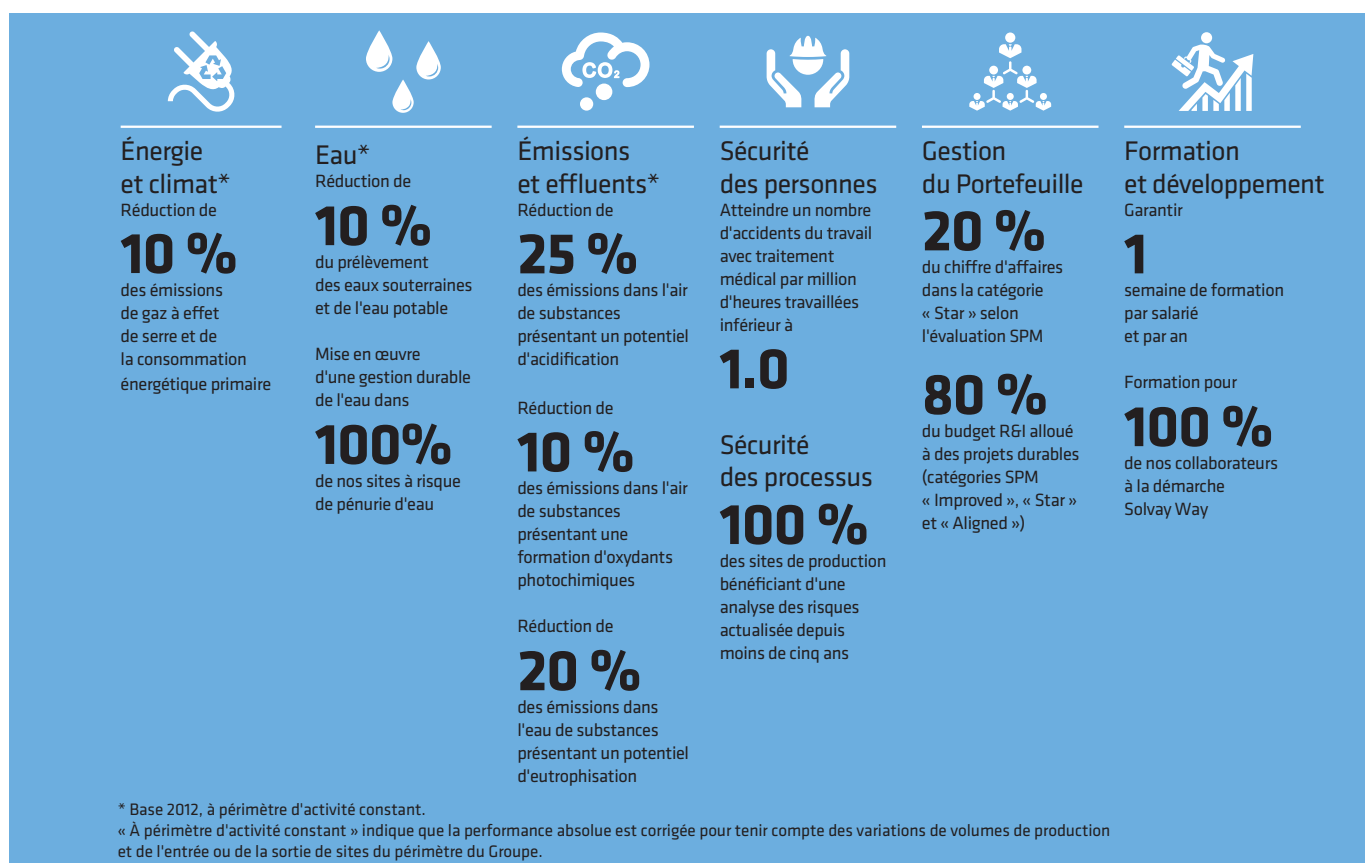 Énergie
et climat*
Réduction de
10 %
des émissions
de gaz à effet
de serre et de
la consommation
énergétique primaire
Eau*
Réduction de
10 %
du prélèvement
des eaux souterraines
et de l'eau potable
Mise en œuvre
d'une gestion durable
de l'eau dans
100%
de nos sites à risque
de pénurie d'eau
CO₂
Émissions
et effluents*
Réduction de
25 %
des émissions dans l'air
de substances
présentant un potentiel
d'acidification
Réduction de
10 %
des émissions dans l'air
de substances
présentant une
formation d'oxydants
photochimiques
Réduction de
20 %
des émissions dans
l'eau de substances
présentant un potentiel
d'eutrophisation
Sécurité
des personnes
Atteindre un nombre
d'accidents du travail
avec traitement
médical par million
d'heures travaillées
inférieur à
1.0
Sécurité
des processus
100 %
des sites de production
bénéficiant d'une
analyse des risques
actualisée depuis
moins de cinq ans
Gestion
du Portefeuille
20 %
du chiffre d'affaires
dans la catégorie
« Star » selon
l'évaluation SPM
80 %
du budget R&I alloué
à des projets durables
(catégories SPM
« Improved », « Star »
et « Aligned »)
Formation
et développement
Garantir
1
semaine de formation
par salarié
et par an
Formation pour
100 %
de nos collaborateurs
à la démarche
Solvay Way
* Base 2012, à périmètre d'activité constant.
« À périmètre d'activité constant » indique que la performance absolue est corrigée pour tenir compte des variations de volumes de production
et de l'entrée ou de la sortie de sites du périmètre du Groupe.